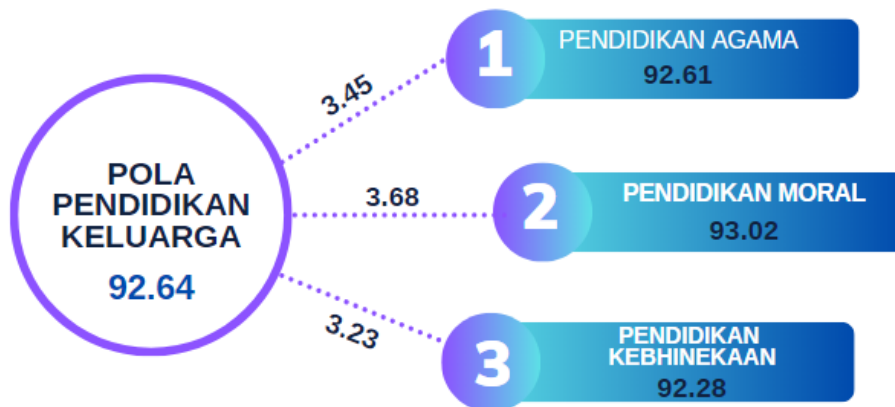 POLA
PENDIDIKAN
KELUARGA
92.64
3.45
1
PENDIDIKAN AGAMA
92.61
3.68
2
PENDIDIKAN MORAL
93.02
3.23
3
PENDIDIKAN
KEBHINEKAAN
92.28